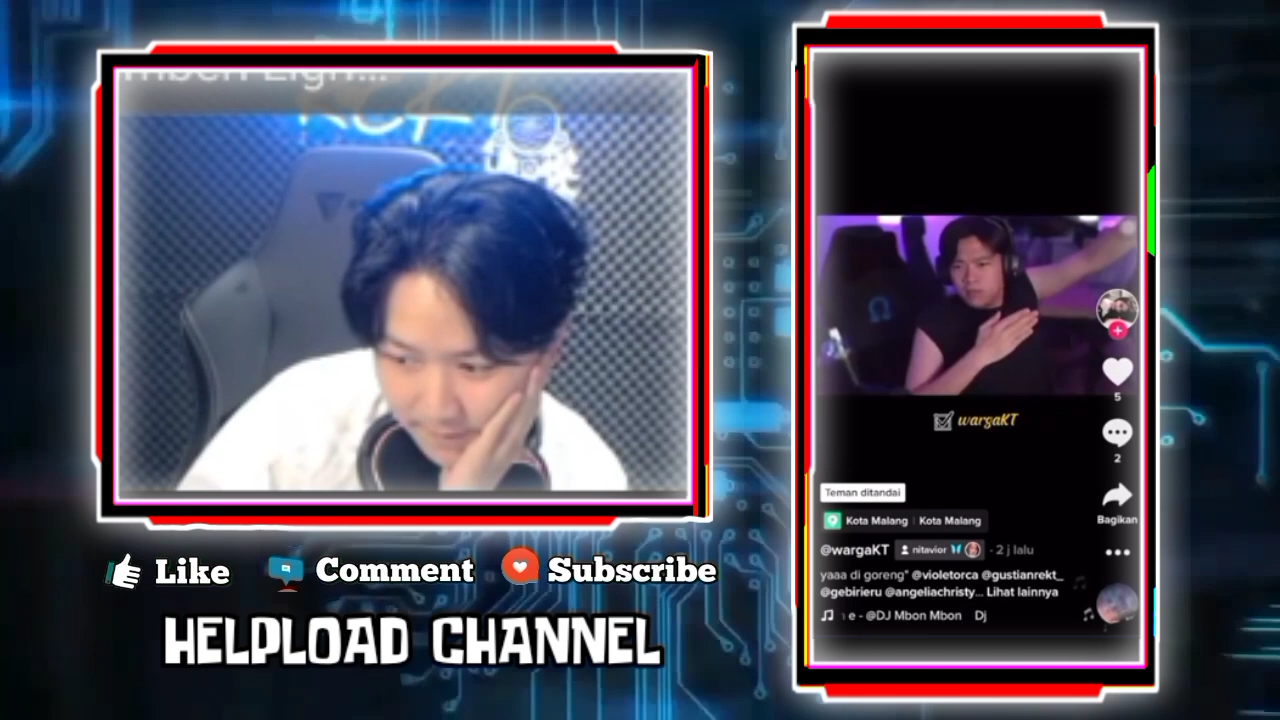 Like
Comment
Subscribe
HELPLOAD CHANNEL
wargaKT
5
2
Teman ditandai
Kota Malang | Kota Malang
Bagikan
@wargaKT nitavior · 2 j lalu
yaaa di goreng" @violetorca @gustianrekt_
@gebirieru @angeliachristy... Lihat lainnya
e - @DJ Mbon Mbon Dj